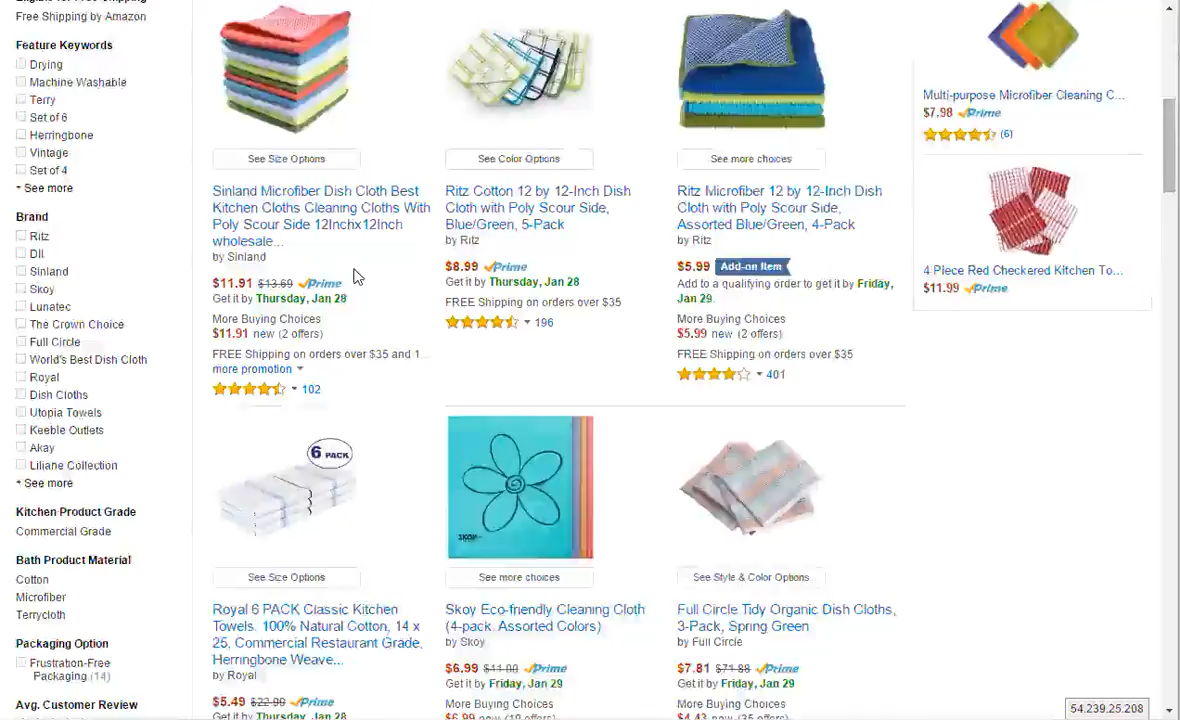 Free Shipping by Amazon
Feature Keywords
Drying
Machine Washable
Terry
Set of 6
Herringbone
Vintage
Set of 4
See more
Brand
Ritz
DII
Sinland
Skoy
Lunatec
The Crown Choice
Full Circle
World's Best Dish Cloth
Royal
Dish Cloths
Utopia Towels
Keeble Outlets
Akay
Liliane Collection
See more
Kitchen Product Grade
Commercial Grade
Bath Product Material
Cotton
Microfiber
Terrycloth
Packaging Option
Frustration-Free
Packaging (14)
Avg. Customer Review
See Size Options
Sinland Microfiber Dish Cloth Best
Kitchen Cloths Cleaning Cloths With
Poly Scour Side 12Inchx12Inch
wholesale...
by Sinland
$11.91 $13.69 Prime
Get it by Thursday, Jan 28
More Buying Choices
$11.91 new (2 offers)
FREE Shipping on orders over $35 and 1...
more promotion
102
See Color Options
Ritz Cotton 12 by 12-Inch Dish
Cloth with Poly Scour Side,
Blue/Green, 5-Pack
by Ritz
$8.99 Prime
Get it by Thursday, Jan 28
FREE Shipping on orders over $35
196
See more choices
Ritz Microfiber 12 by 12-Inch Dish
Cloth with Poly Scour Side,
Assorted Blue/Green, 4-Pack
by Ritz
$5.99 Add-on Item
Add to a qualifying order to get it by Friday,
Jan 29.
More Buying Choices
$5.99 new (2 offers)
FREE Shipping on orders over $35
401
6 PACK
See Size Options
Royal 6 PACK Classic Kitchen
Towels. 100% Natural Cotton, 14 x
25, Commercial Restaurant Grade,
Herringbone Weave...
by Royal
$5.49 $22.99 Prime
Get it by Thursday, Jan 28
SKOY
See more choices
Skoy Eco-friendly Cleaning Cloth
(4-pack. Assorted Colors)
by Skoy
$6.99 Prime
Get it by Friday, Jan 29
More Buying Choices
$6.99 new (19 offers)
See Style & Color Options
Full Circle Tidy Organic Dish Cloths,
3-Pack, Spring Green
by Full Circle
$7.81 Prime
Get it by Friday, Jan 29
More Buying Choices
$4.43 new (35 offers)
Multi-purpose Microfiber Cleaning C...
$7.98 Prime
(6)
4 Piece Red Checkered Kitchen To...
$11.99 Prime
54.239.25.208